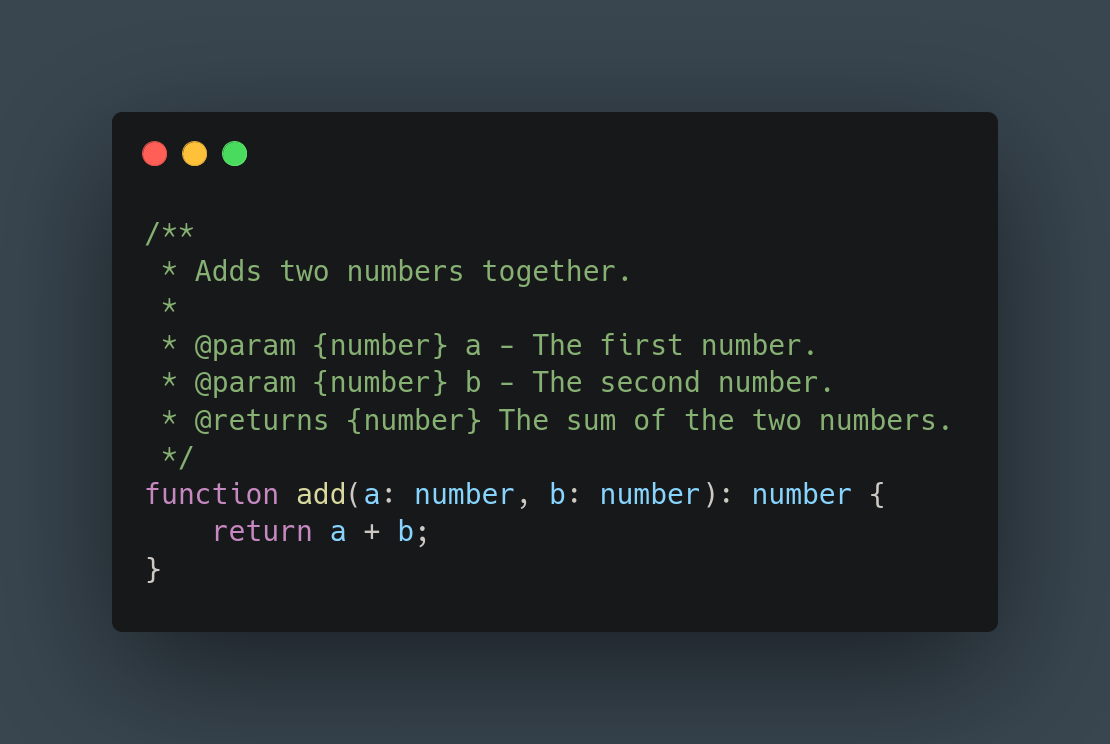 /**
 * Adds two numbers together.
 *
 * @param {number} a - The first number.
 * @param {number} b - The second number.
 * @returns {number} The sum of the two numbers.
 */
function add(a: number, b: number): number {
    return a + b;
}